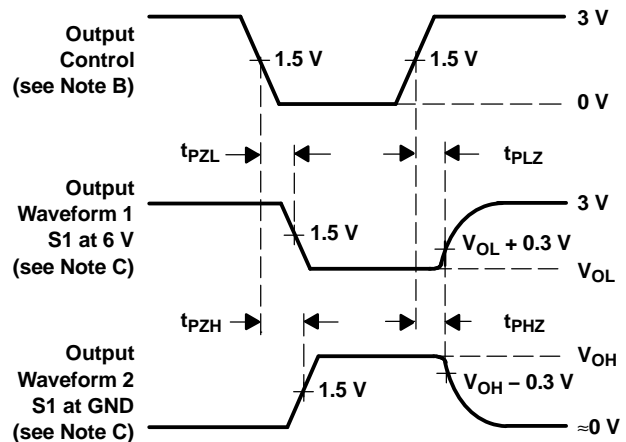 Output
Control
(see Note B)
1.5 V
1.5 V
3 V
0 V
tPZL
tPLZ
Output
Waveform 1
S1 at 6 V
(see Note C)
1.5 V
3 V
VOL + 0.3 V
VOL
tPZH
tPHZ
Output
Waveform 2
S1 at GND
(see Note C)
1.5 V
VOH
VOH − 0.3 V
≈0 V